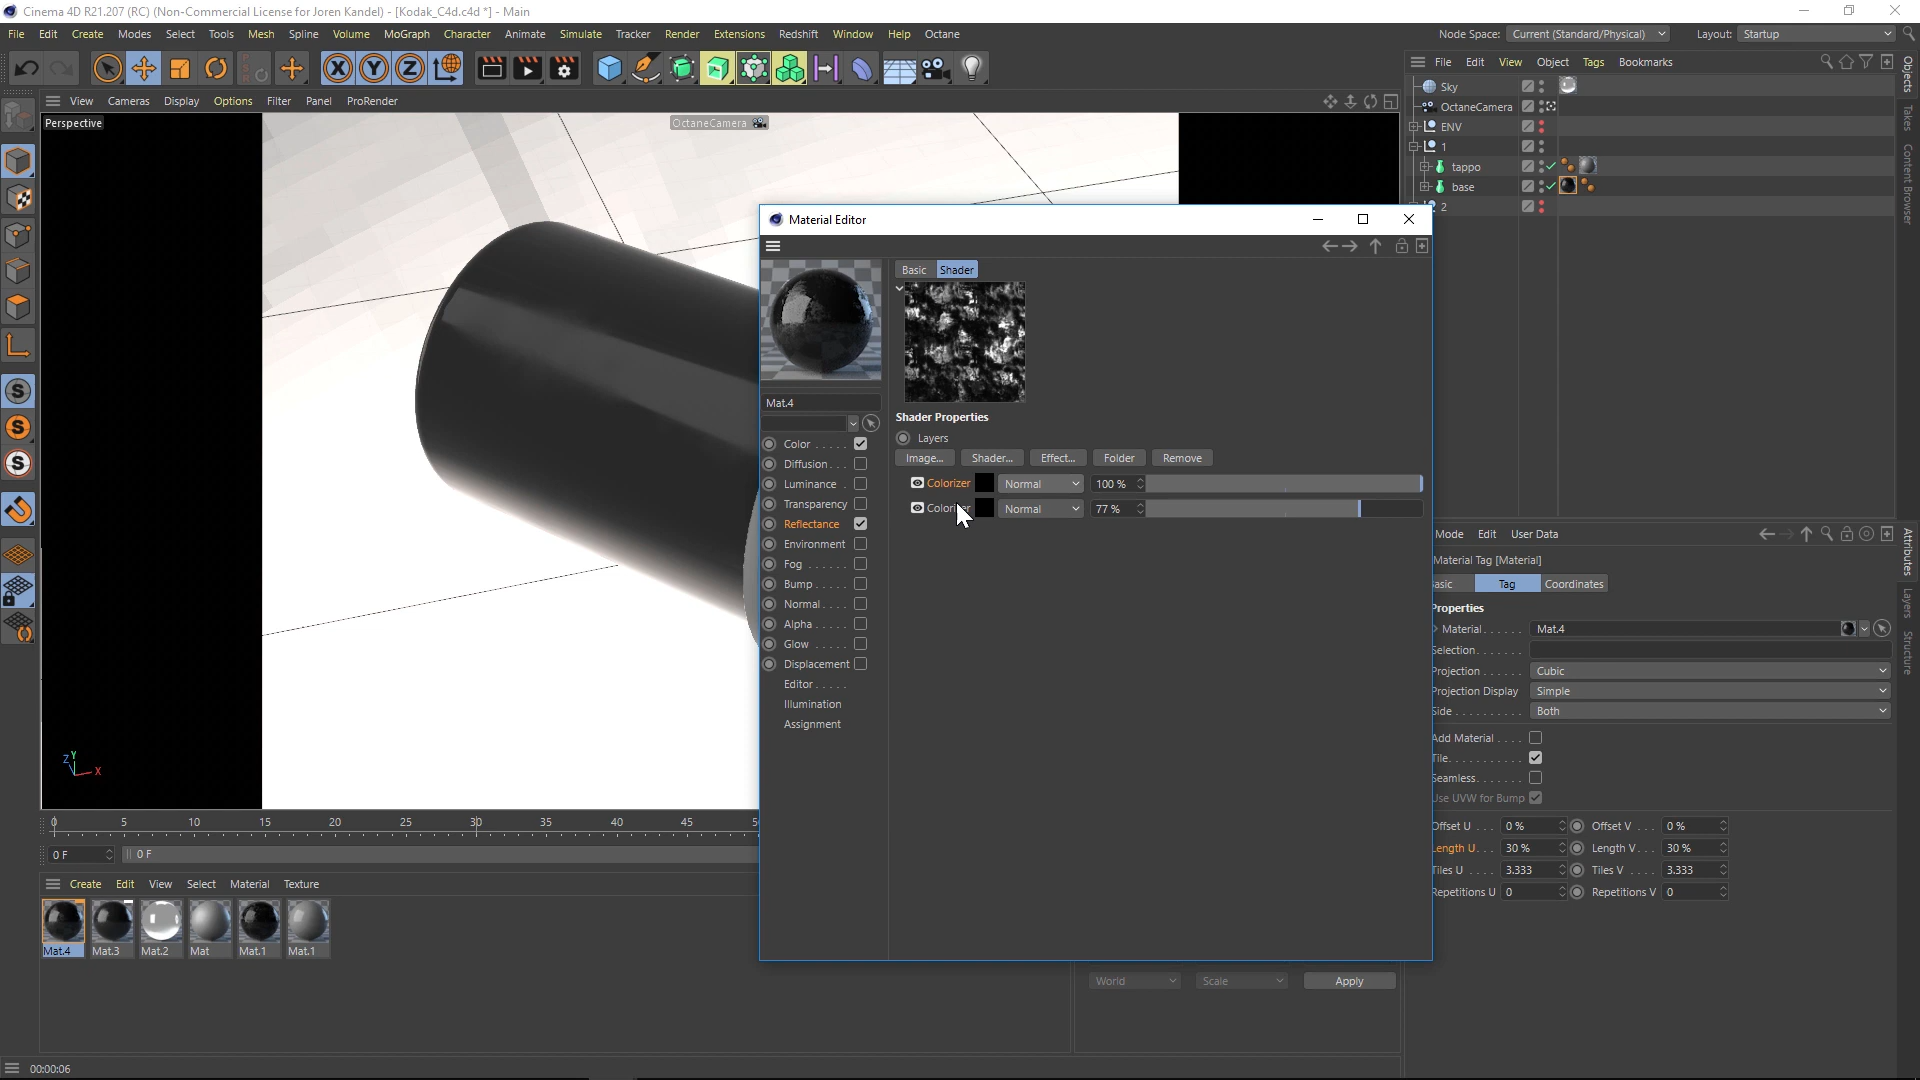 Cinema 4D R21.207 (RC) (Non-Commercial License for Joren Kandel) - [Kodak_C4d.c4d *] - Main
File Edit Create Modes Select Tools Mesh Spline Volume MoGraph Character Animate Simulate Tracker Render Extensions Redshift Window Help Octane
Node Space: Current (Standard/Physical) Layout: Startup
View Cameras Display Options Filter Panel ProRender
File Edit View Object Tags Bookmarks
Perspective
OctaneCamera
Sky
OctaneCamera
ENV
1
tappo
base
2
Objects
Takes
Content Browser
Material Editor
Basic Shader
Mat.4
Shader Properties
Layers
Image... Shader... Effect... Folder Remove
Colorizer Normal 100 %
Normal 77 %
Color . . . . .
Diffusion . . .
Luminance .
Transparency
Reflectance
Environment
Fog . . . . . .
Bump . . . . .
Normal . . . .
Alpha . . . . .
Glow . . . . .
Displacement
Editor . . . . .
Illumination
Assignment
Mode Edit User Data
Material Tag [Material]
asic Tag Coordinates
Properties
Material . . . . . . Mat.4
Selection . . . . . . .
Projection . . . . . . Cubic
Projection Display Simple
Side . . . . . . . . . . Both
Add Material . . . .
Tile. . . . . . . . . . .
Seamless. . . . . . .
Use UVW for Bump
Offset U . . . 0 % Offset V . . . 0 %
Length U. . . 30 % Length V. . . 30 %
Tiles U . . . . 3.333 Tiles V . . . . 3.333
Repetitions U 0 Repetitions V 0
Attributes
Layers
Structure
0 5 10 15 20 25 30 35 40 45
0 F 0 F
Create Edit View Select Material Texture
Mat.4 Mat.3 Mat.2 Mat Mat.1 Mat.1
World Scale Apply
00:00:06